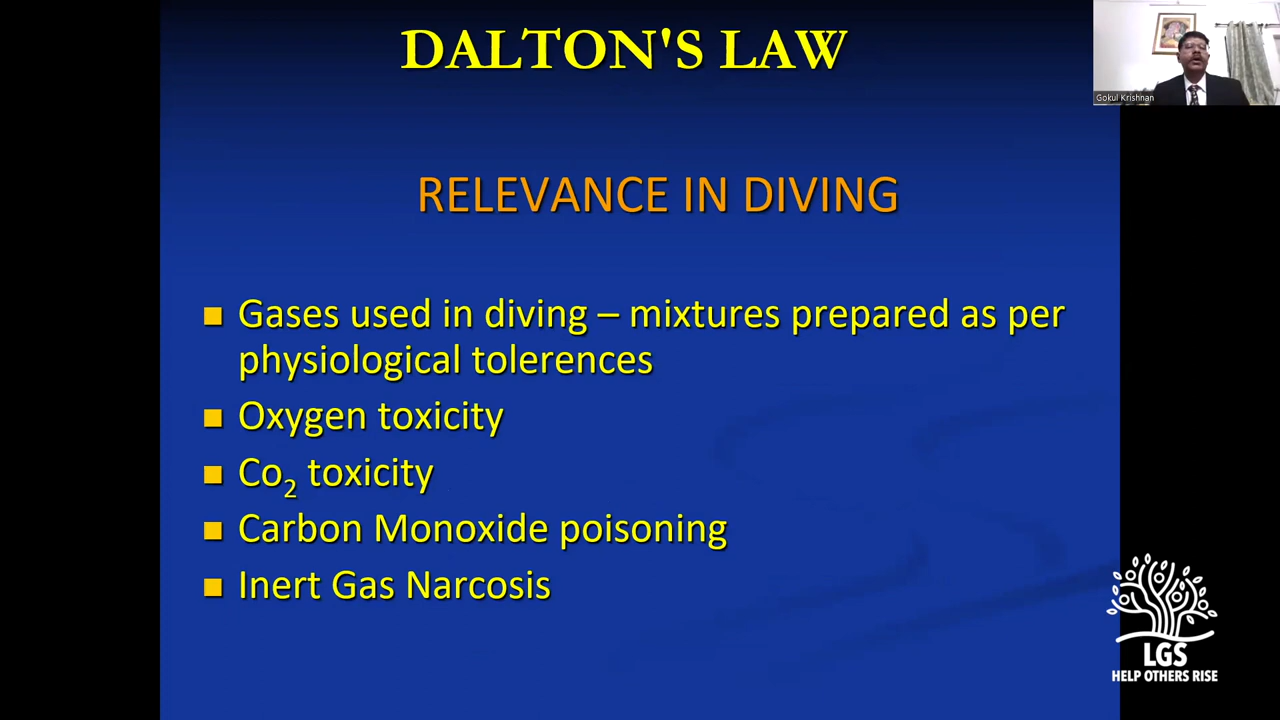 DALTON'S LAW
Gokul Krishnan
RELEVANCE IN DIVING
Gases used in diving – mixtures prepared as per
physiological tolerences
Oxygen toxicity
Co₂ toxicity
Carbon Monoxide poisoning
Inert Gas Narcosis
LGS
HELP OTHERS RISE